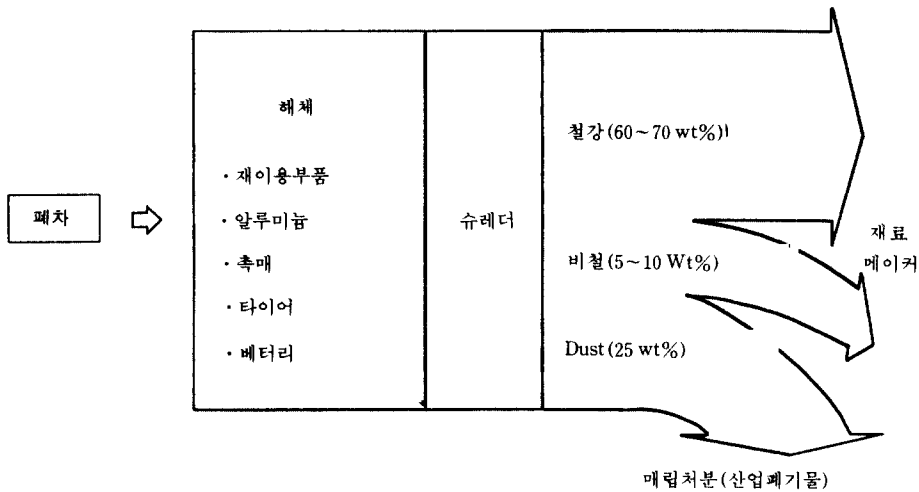 폐차
해체
· 재이용부품
· 알루미늄
· 촉매
· 타이어
· 베터리
슈레더
철강(60~70 wt%)
비철(5~10 Wt%)
Dust(25 wt%)
재료
메이커
매립처분(산업폐기물)